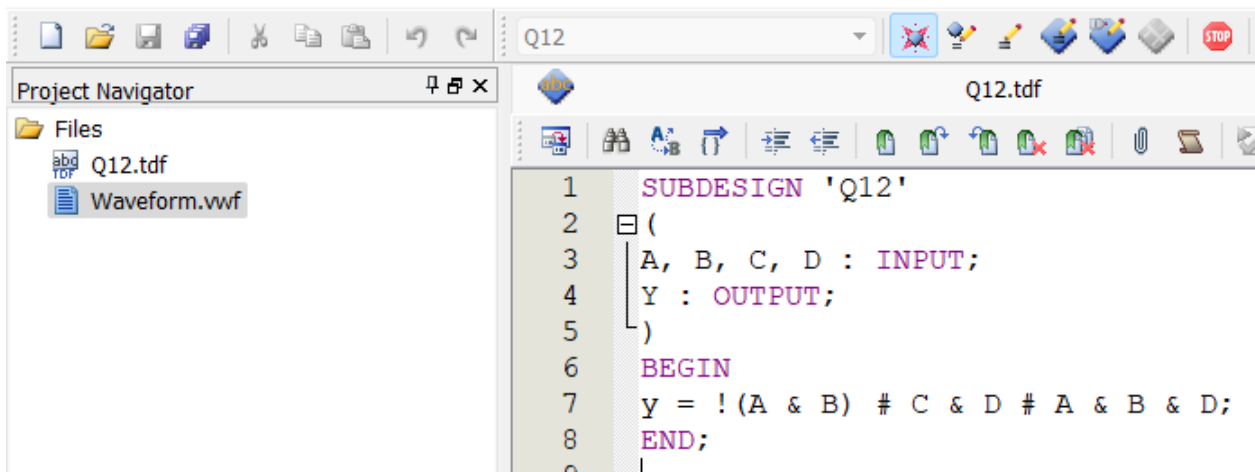 Q12
Project Navigator
Files
Q12.tdf
Waveform.vwf
Q12.tdf
1 SUBDESIGN 'Q12'
2 (
3 A, B, C, D : INPUT;
4 Y : OUTPUT;
5 )
6 BEGIN
7 y = !(A & B) # C & D # A & B & D;
8 END;